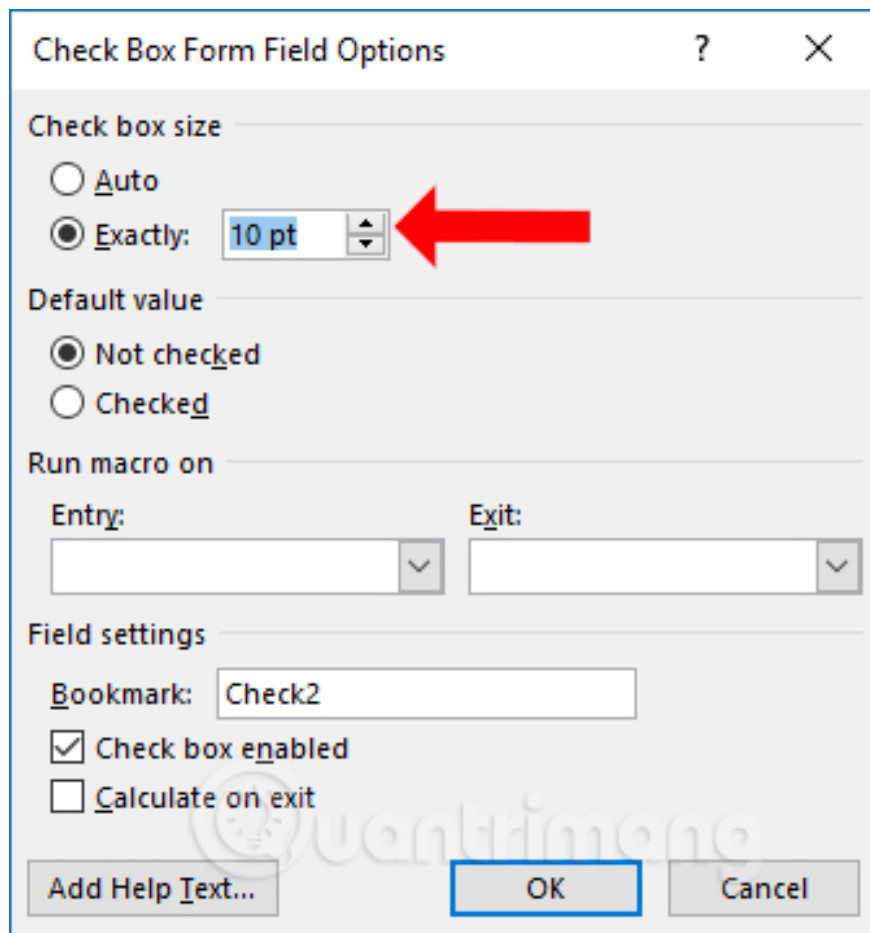 Check Box Form Field Options ?
Check box size
Auto
Exactly: 10 pt
Default value
Not checked
Checked
Run macro on
Entry: Exit:
Field settings
Bookmark: Check2
Check box enabled
Calculate on exit
Quantrimang
Add Help Text... OK Cancel